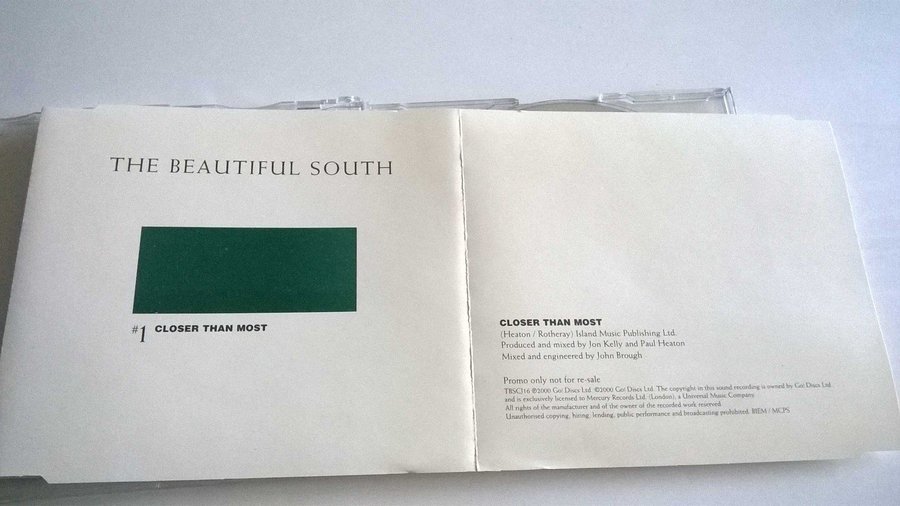 THE BEAUTIFUL SOUTH
#1 CLOSER THAN MOST
CLOSER THAN MOST
(Heaton / Rotheray) Island Music Publishing Ltd.
Produced and mixed by Jon Kelly and Paul Heaton
Mixed and engineered by John Brough
Promo only not for re-sale
TBSCJ16 ℗2000 Go! Discs Ltd. ©2000 Go! Discs Ltd. The copyright in this sound recording is owned by Go! Discs Ltd.
and is exclusively licensed to Mercury Records Ltd. (London), a Universal Music Company.
All rights of the manufacturer and of the owner of the recorded work reserved.
Unauthorised copying, hiring, lending, public performance and broadcasting prohibited. BIEM / MCPS